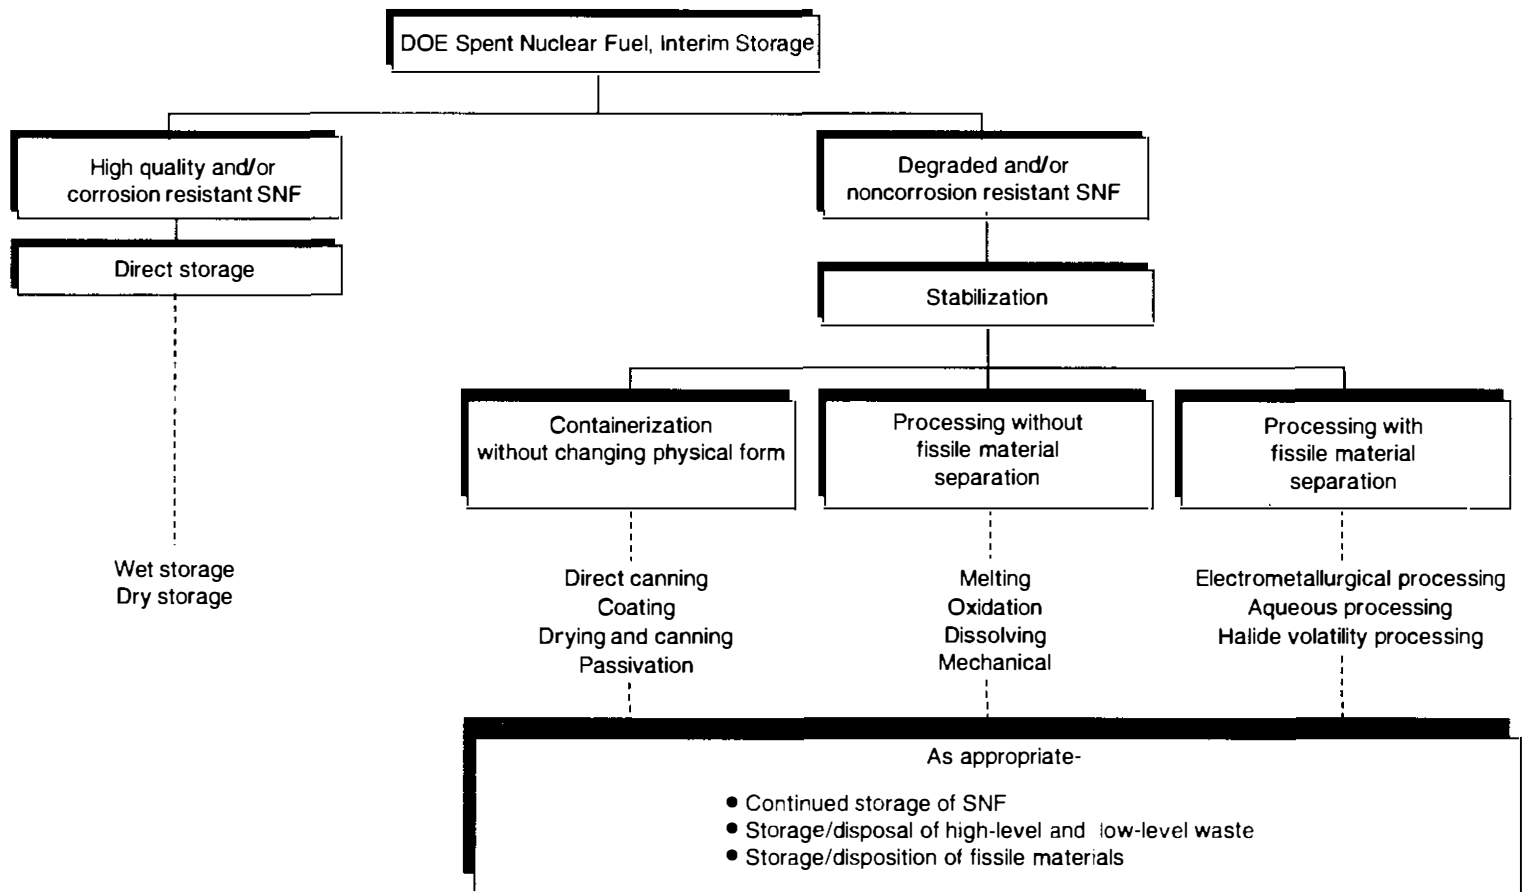 DOE Spent Nuclear Fuel, Interim Storage
High quality and/or
corrosion resistant SNF
Degraded and/or
noncorrosion resistant SNF
Direct storage
Stabilization
Containerization
without changing physical form
Processing without
fissile material
separation
Processing with
fissile material
separation
Wet storage
Dry storage
Direct canning
Coating
Drying and canning
Passivation
Melting
Oxidation
Dissolving
Mechanical
Electrometallurgical processing
Aqueous processing
Halide volatility processing
As appropriate-
● Continued storage of SNF
● Storage/disposal of high-level and low-level waste
● Storage/disposition of fissile materials